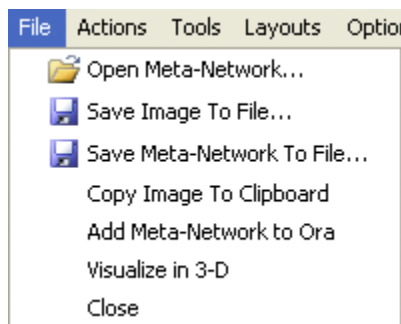 File Actions Tools Layouts Optio
Open Meta-Network...
Save Image To File...
Save Meta-Network To File...
Copy Image To Clipboard
Add Meta-Network to Ora
Visualize in 3-D
Close